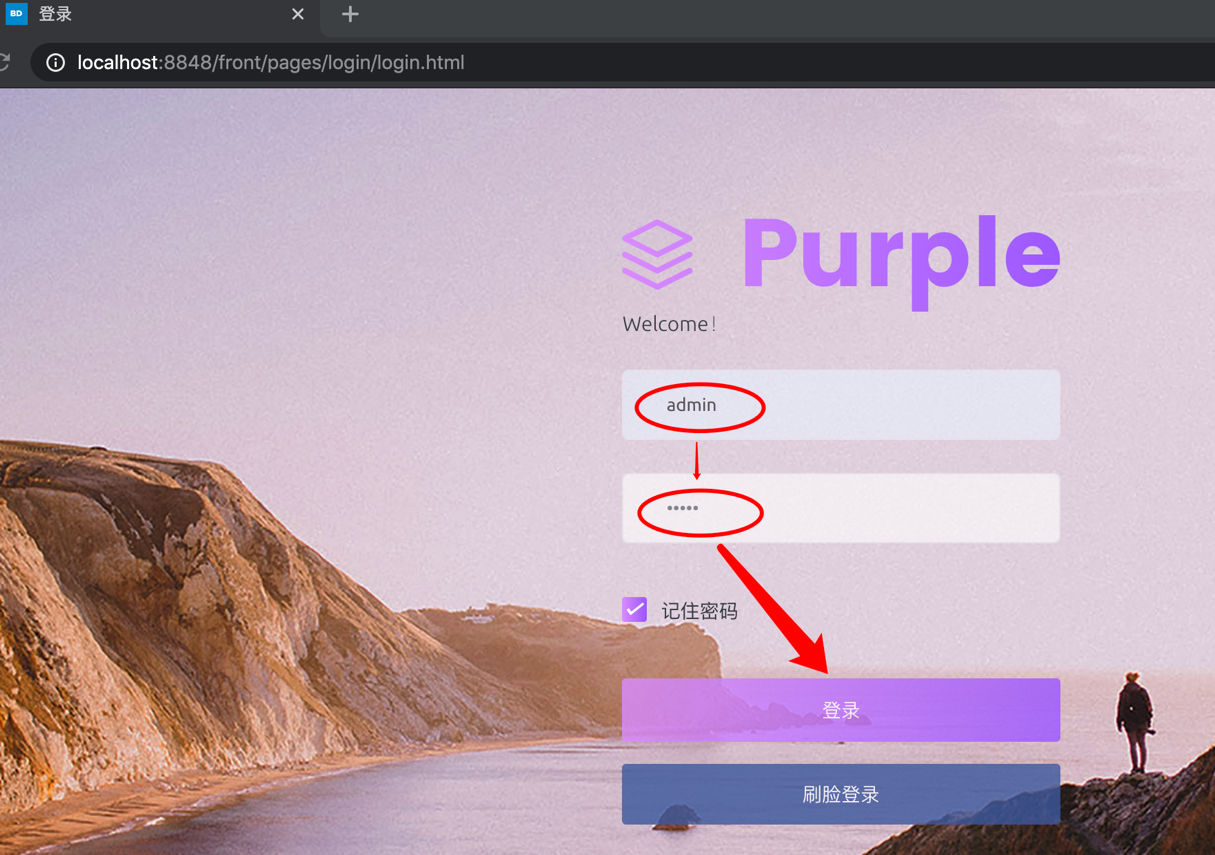 BD 登录
localhost:8848/front/pages/login/login.html
Purple
Welcome!
admin
•••••
记住密码
登录
刷脸登录